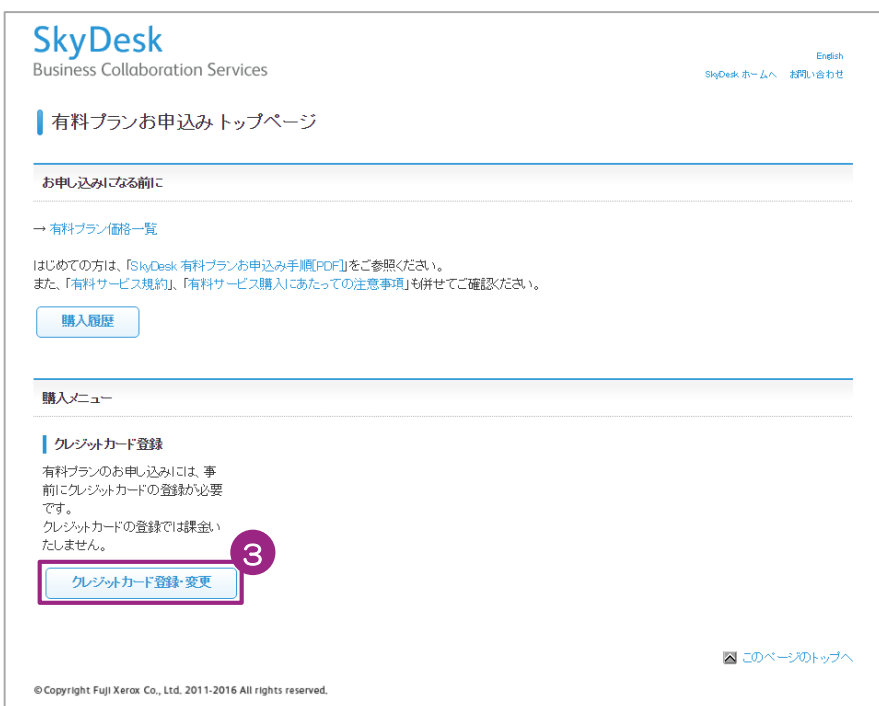 SkyDesk
Business Collaboration Services
English
SkyDesk ホームへ お問い合わせ
有料プランお申込みトップページ
お申し込みになる前に
→ 有料プラン価格一覧
はじめての方は、「SkyDesk 有料プランお申込み手順[PDF]」をご参照ください。
また、「有料サービス規約」、「有料サービス購入にあたっての注意事項」も併せてご確認ください。
購入履歴
購入メニュー
クレジットカード登録
有料プランのお申し込みには、事
前にクレジットカードの登録が必要
です。
クレジットカードの登録では課金い
たしません。
3
クレジットカード登録・変更
このページのトップへ
© Copyright Fuji Xerox Co., Ltd. 2011-2016 All rights reserved.